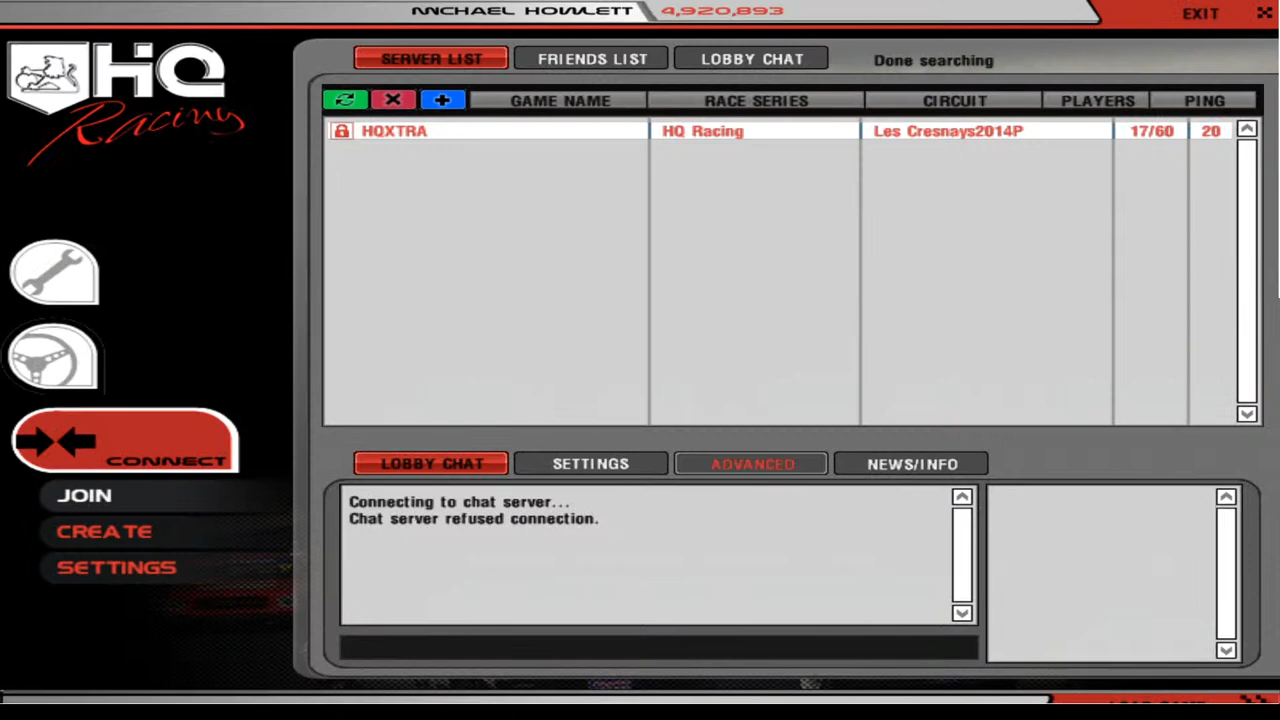 MICHAEL HOWLETT 4,920,893 EXIT
HQ
Racing
SERVER LIST FRIENDS LIST LOBBY CHAT Done searching
GAME NAME RACE SERIES CIRCUIT PLAYERS PING
HQXTRA HQ Racing Les Cresnays2014P 17/60 20
CONNECT
JOIN
CREATE
SETTINGS
LOBBY CHAT SETTINGS ADVANCED NEWS/INFO
Connecting to chat server...
Chat server refused connection.